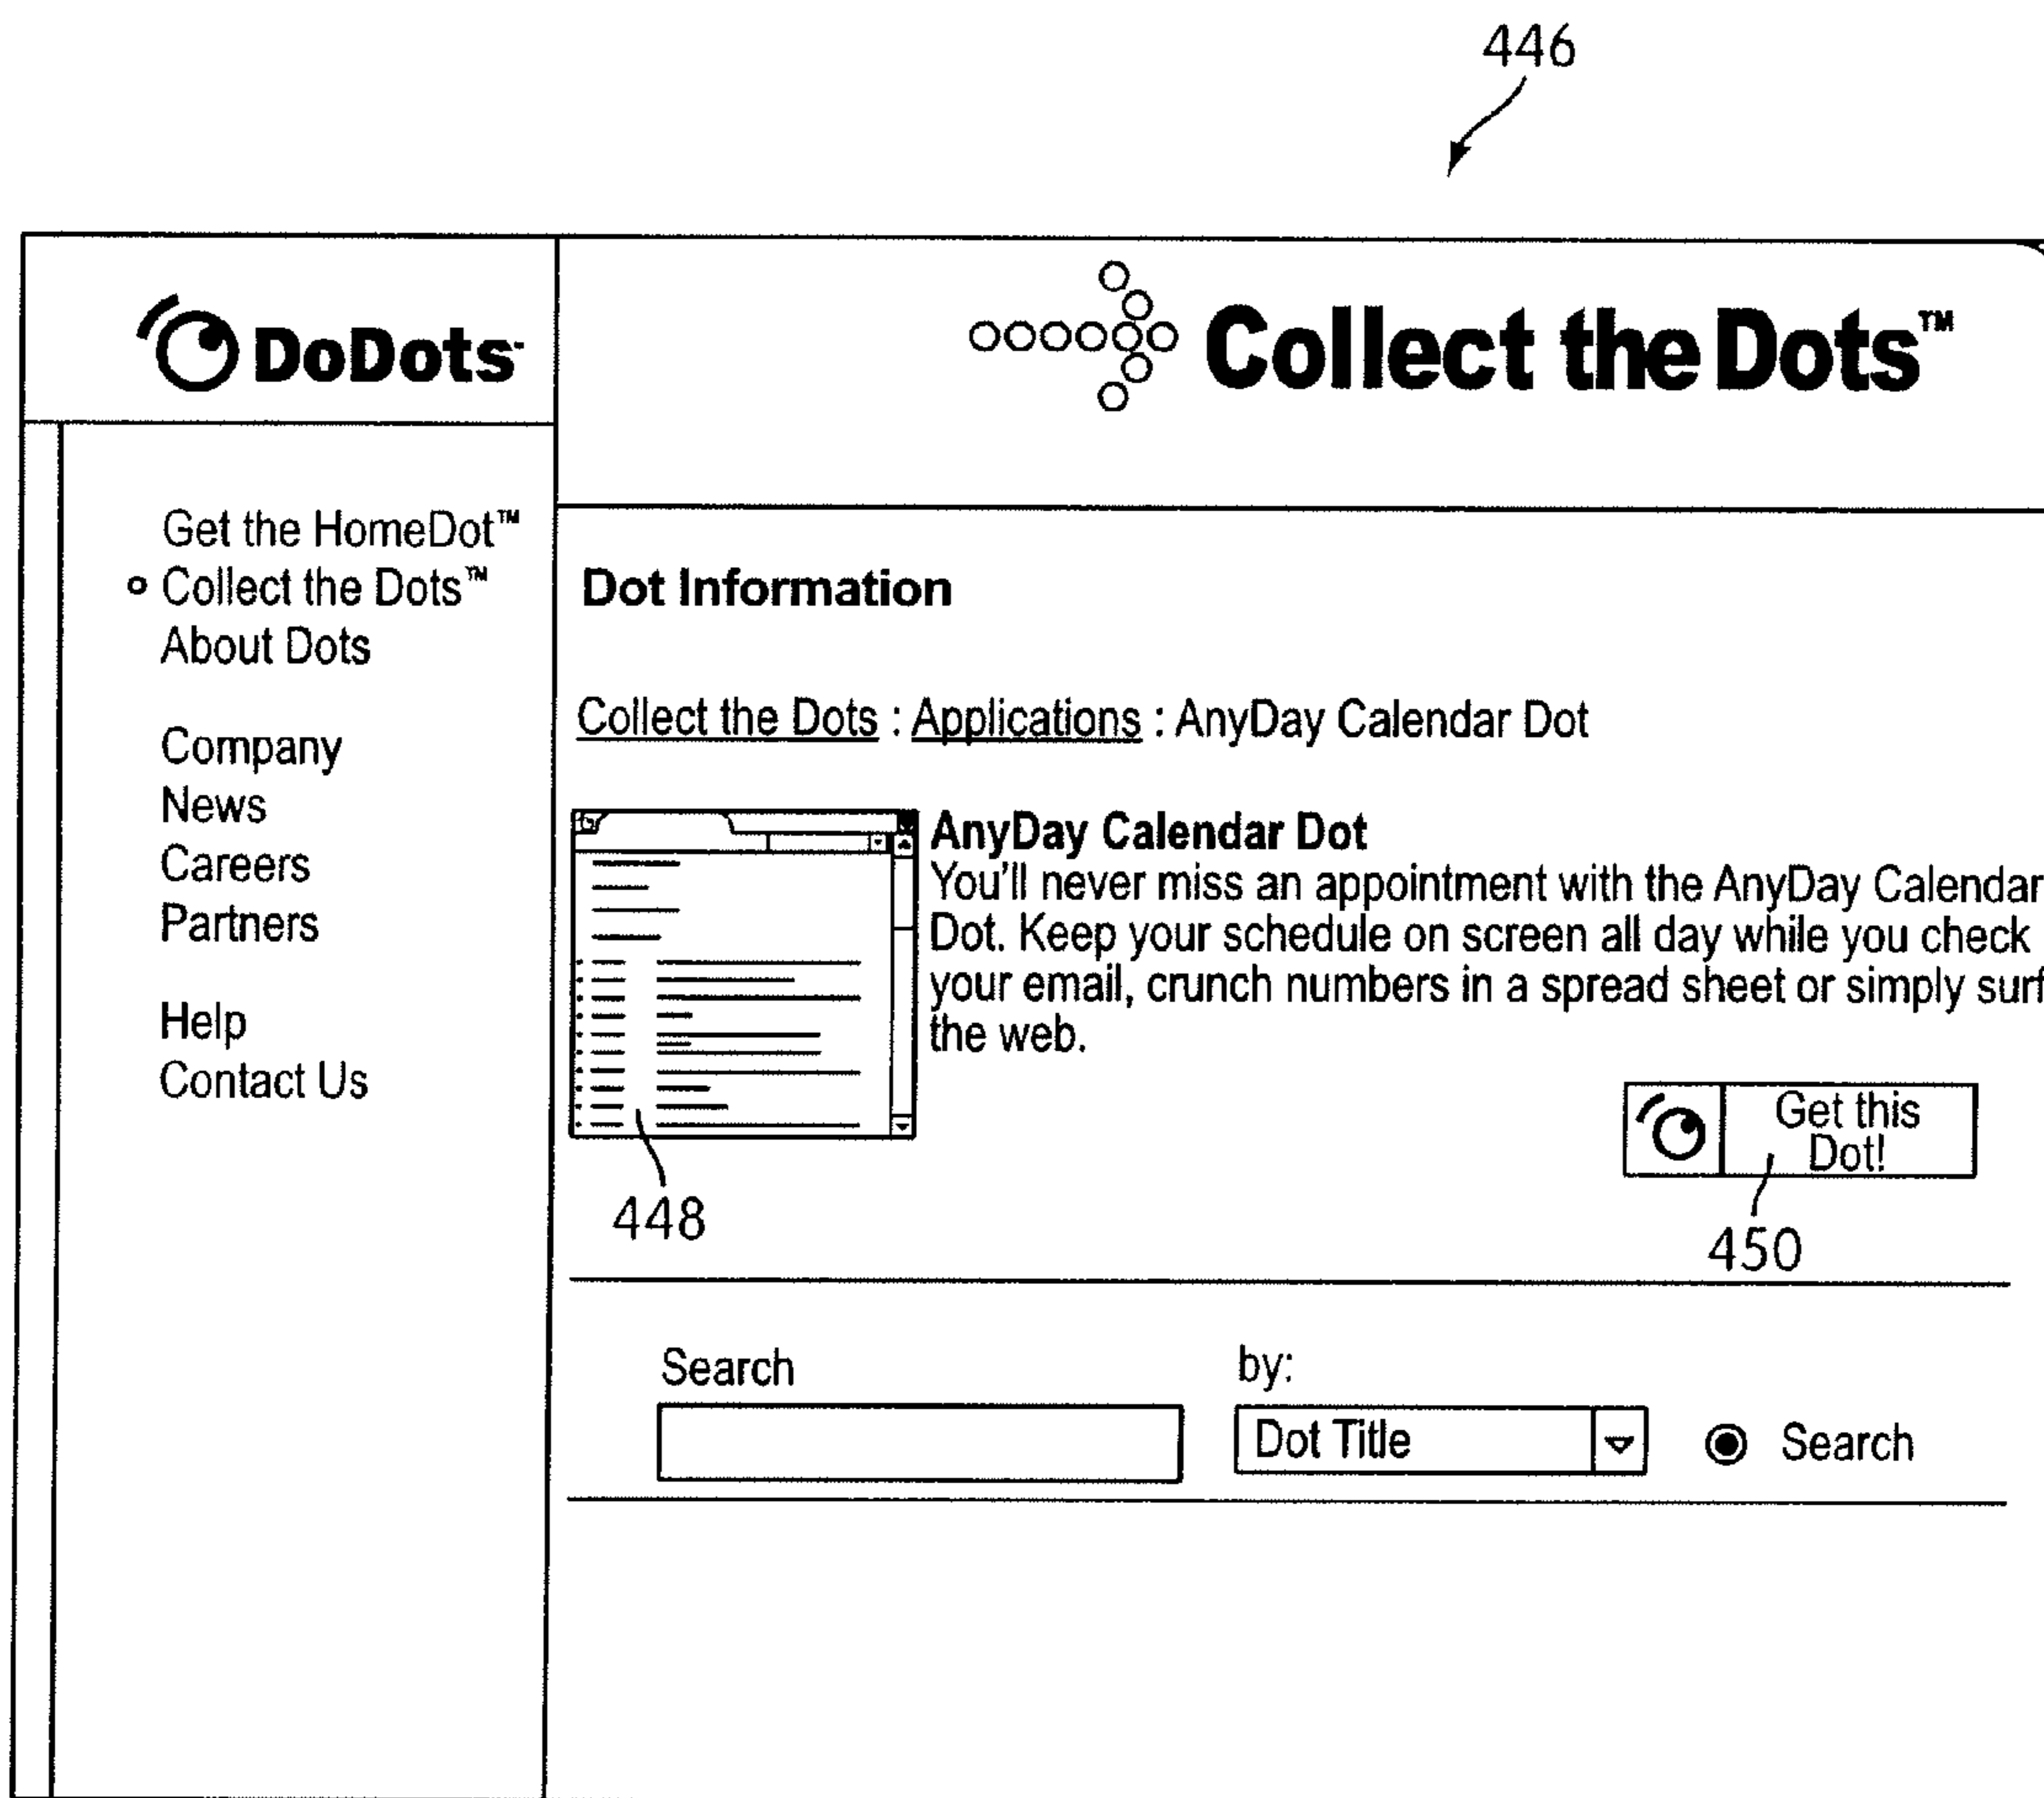 446
DoDots
Collect the Dots™
Get the HomeDot™
Collect the Dots™
About Dots
Company
News
Careers
Partners
Help
Contact Us
Dot Information
Collect the Dots : Applications : AnyDay Calendar Dot
AnyDay Calendar Dot
You'll never miss an appointment with the AnyDay Calendar
Dot. Keep your schedule on screen all day while you check
your email, crunch numbers in a spread sheet or simply surf
the web.
Get this
Dot!
448
450
Search
by:
Dot Title
Search